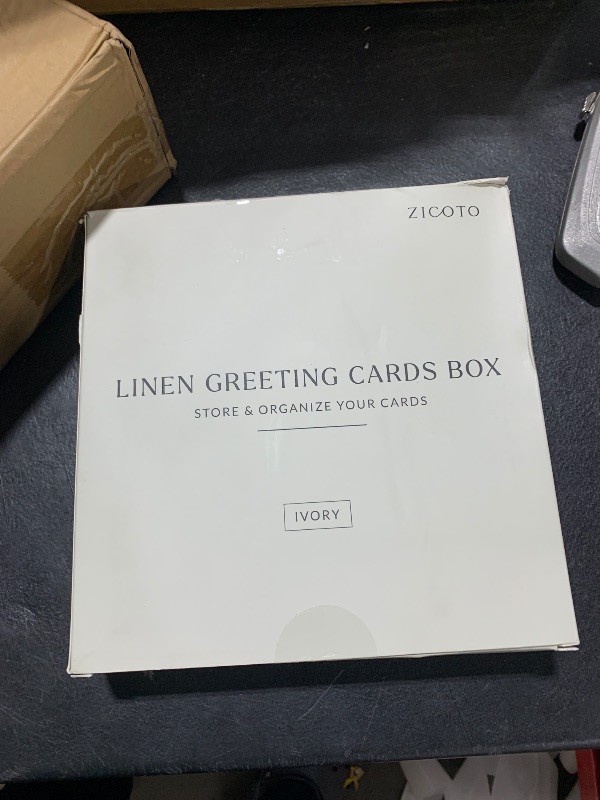 ZICOTO
LINEN GREETING CARDS BOX
STORE & ORGANIZE YOUR CARDS
IVORY